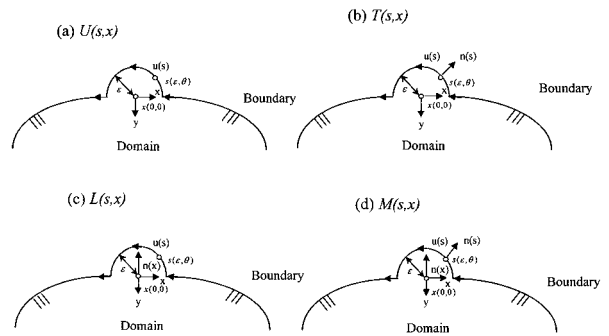 (a) U(s,x)
u(s)
s(ε,θ)
ε
x
x(0,0)
y
Boundary
Domain
(b) T(s,x)
u(s)
n(s)
s(ε,θ)
ε
x
x(0,0)
y
Boundary
Domain
(c) L(s,x)
u(s)
s(ε,θ)
ε
n(x)
x
x(0,0)
y
Boundary
Domain
(d) M(s,x)
u(s)
n(s)
s(ε,θ)
ε
n(x)
x
x(0,0)
y
Boundary
Domain